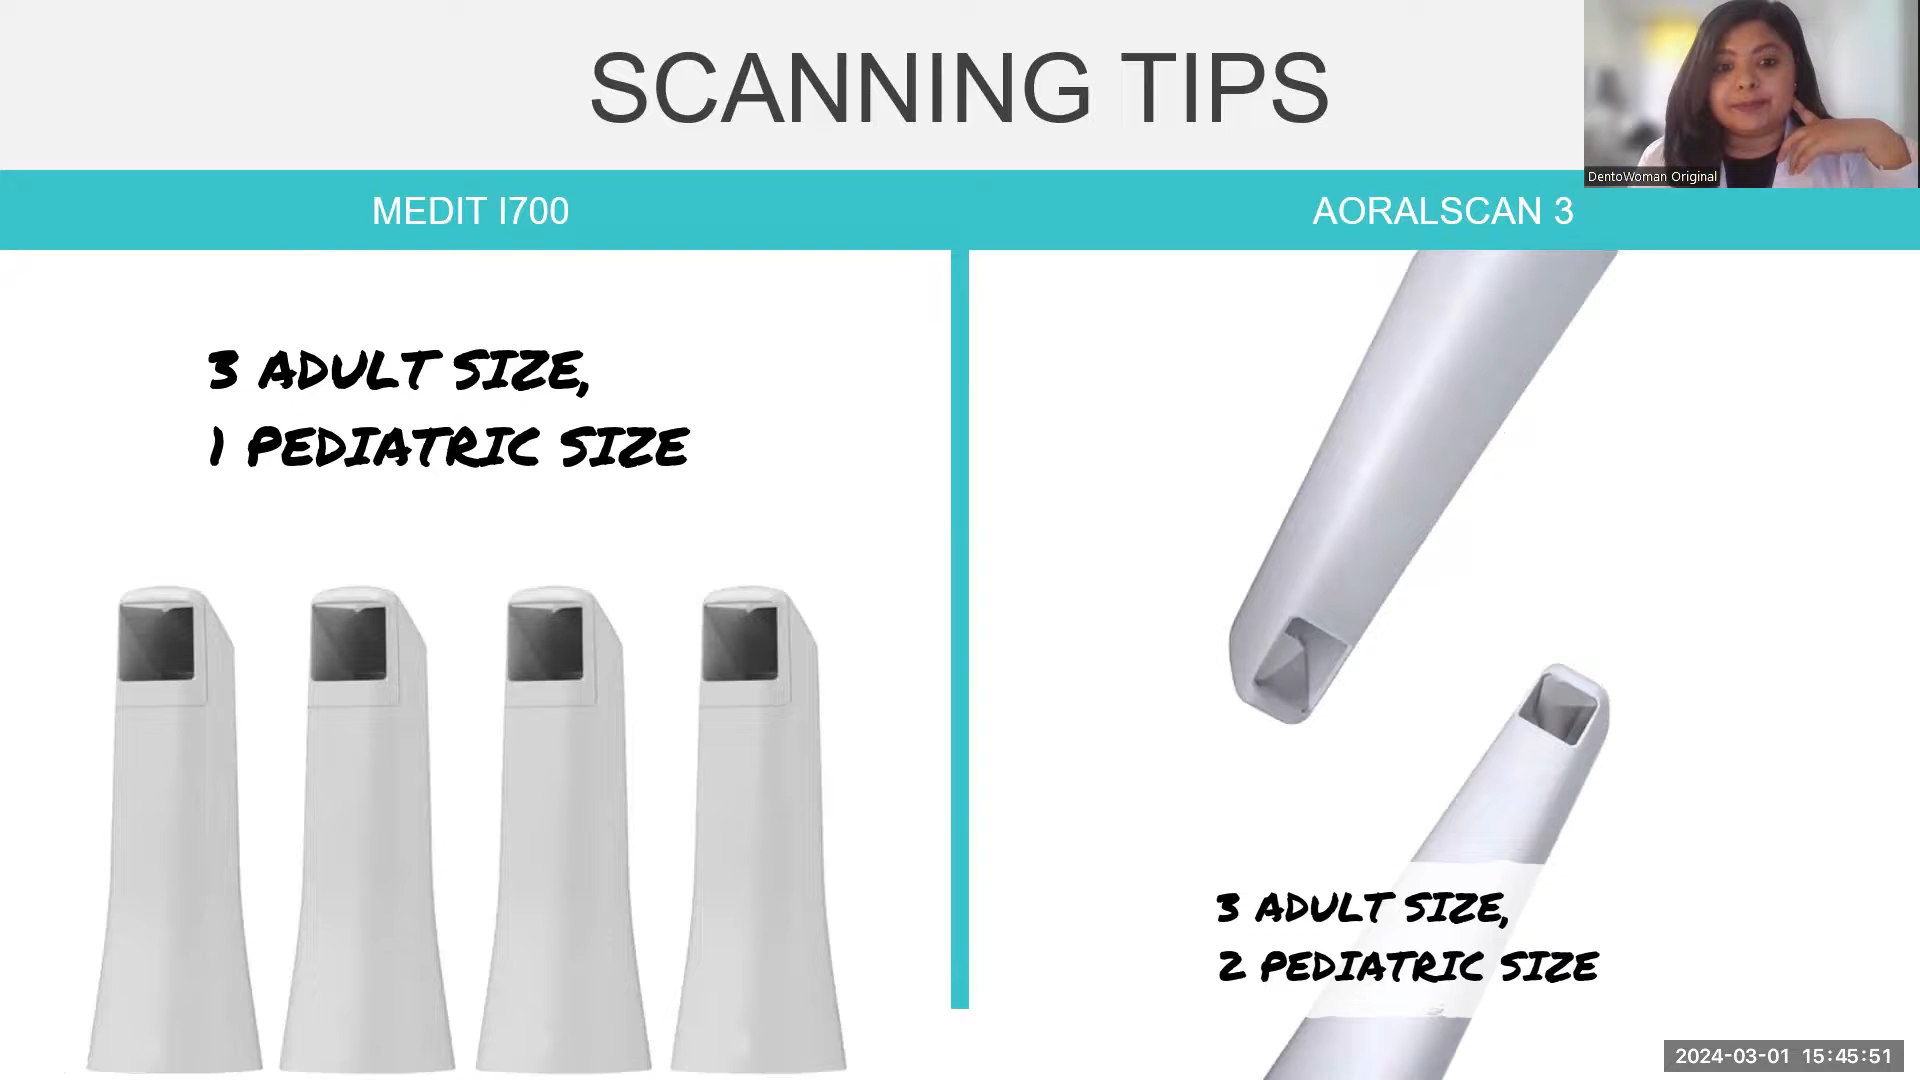 SCANNING TIPS
DentoWoman Original
MEDIT I700
AORALSCAN 3
3 ADULT SIZE,
1 PEDIATRIC SIZE
3 ADULT SIZE,
2 PEDIATRIC SIZE
2024-03-01 15:45:51